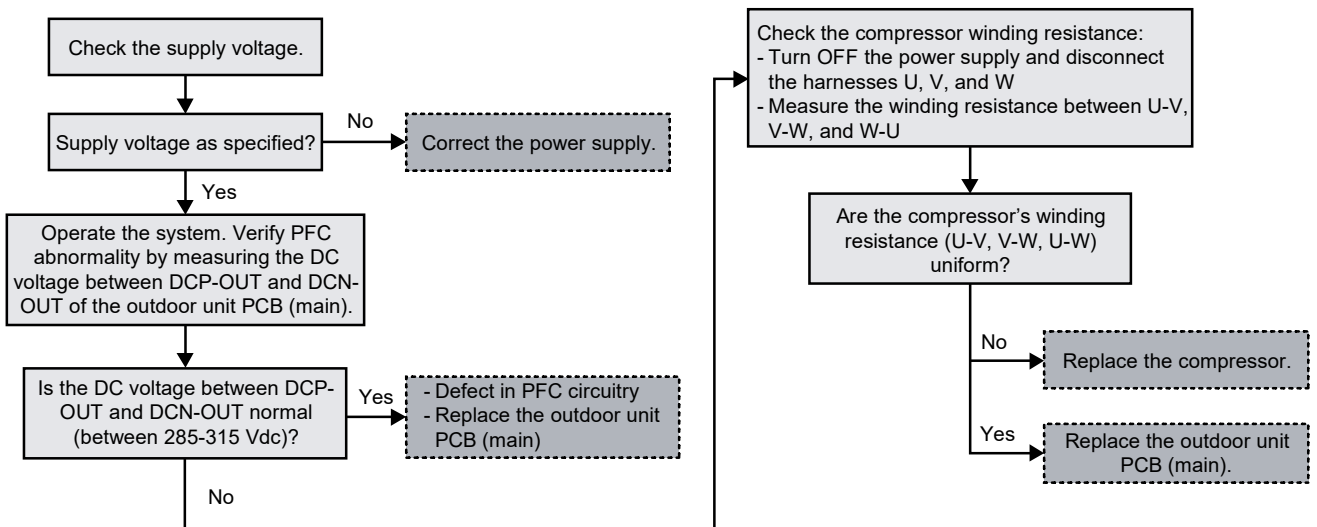 Check the supply voltage.
Supply voltage as specified?
No
Correct the power supply.
Yes
Operate the system. Verify PFC
abnormality by measuring the DC
voltage between DCP-OUT and DCN-
OUT of the outdoor unit PCB (main).
Is the DC voltage between DCP-
OUT and DCN-OUT normal
(between 285-315 Vdc)?
Yes
- Defect in PFC circuitry
- Replace the outdoor unit
PCB (main)
No
Check the compressor winding resistance:
- Turn OFF the power supply and disconnect
the harnesses U, V, and W
- Measure the winding resistance between U-V,
V-W, and W-U
Are the compressor's winding
resistance (U-V, V-W, U-W)
uniform?
No
Replace the compressor.
Yes
Replace the outdoor unit
PCB (main).